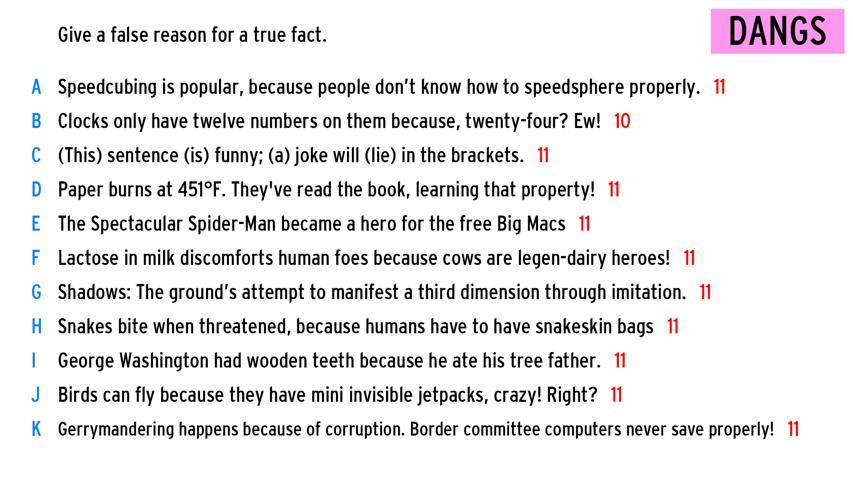 Give a false reason for a true fact.
DANGS
A Speedcubing is popular, because people don't know how to speedsphere properly. 11
B Clocks only have twelve numbers on them because, twenty-four? Ew! 10
C (This) sentence (is) funny; (a) joke will (lie) in the brackets. 11
D Paper burns at 451°F. They've read the book, learning that property! 11
E The Spectacular Spider-Man became a hero for the free Big Macs 11
F Lactose in milk discomforts human foes because cows are legen-dairy heroes! 11
G Shadows: The ground's attempt to manifest a third dimension through imitation. 11
H Snakes bite when threatened, because humans have to have snakeskin bags 11
I George Washington had wooden teeth because he ate his tree father. 11
J Birds can fly because they have mini invisible jetpacks, crazy! Right? 11
K Gerrymandering happens because of corruption. Border committee computers never save properly! 11